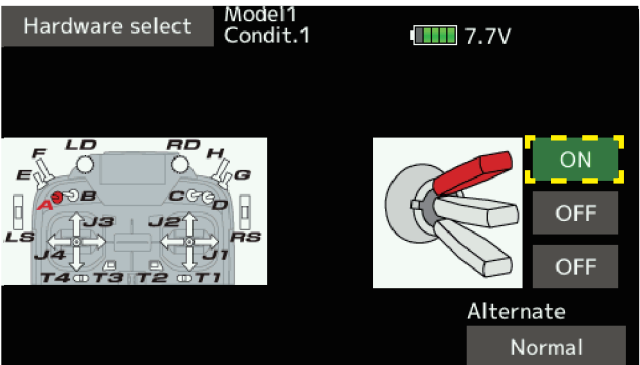 Hardware select
Model1
Condit.1
7.7V
F LD RD H
E G
A B C D
LS J3 J2 RS
J4 J1
T4 T3 T2 T1
ON
OFF
OFF
Alternate
Normal